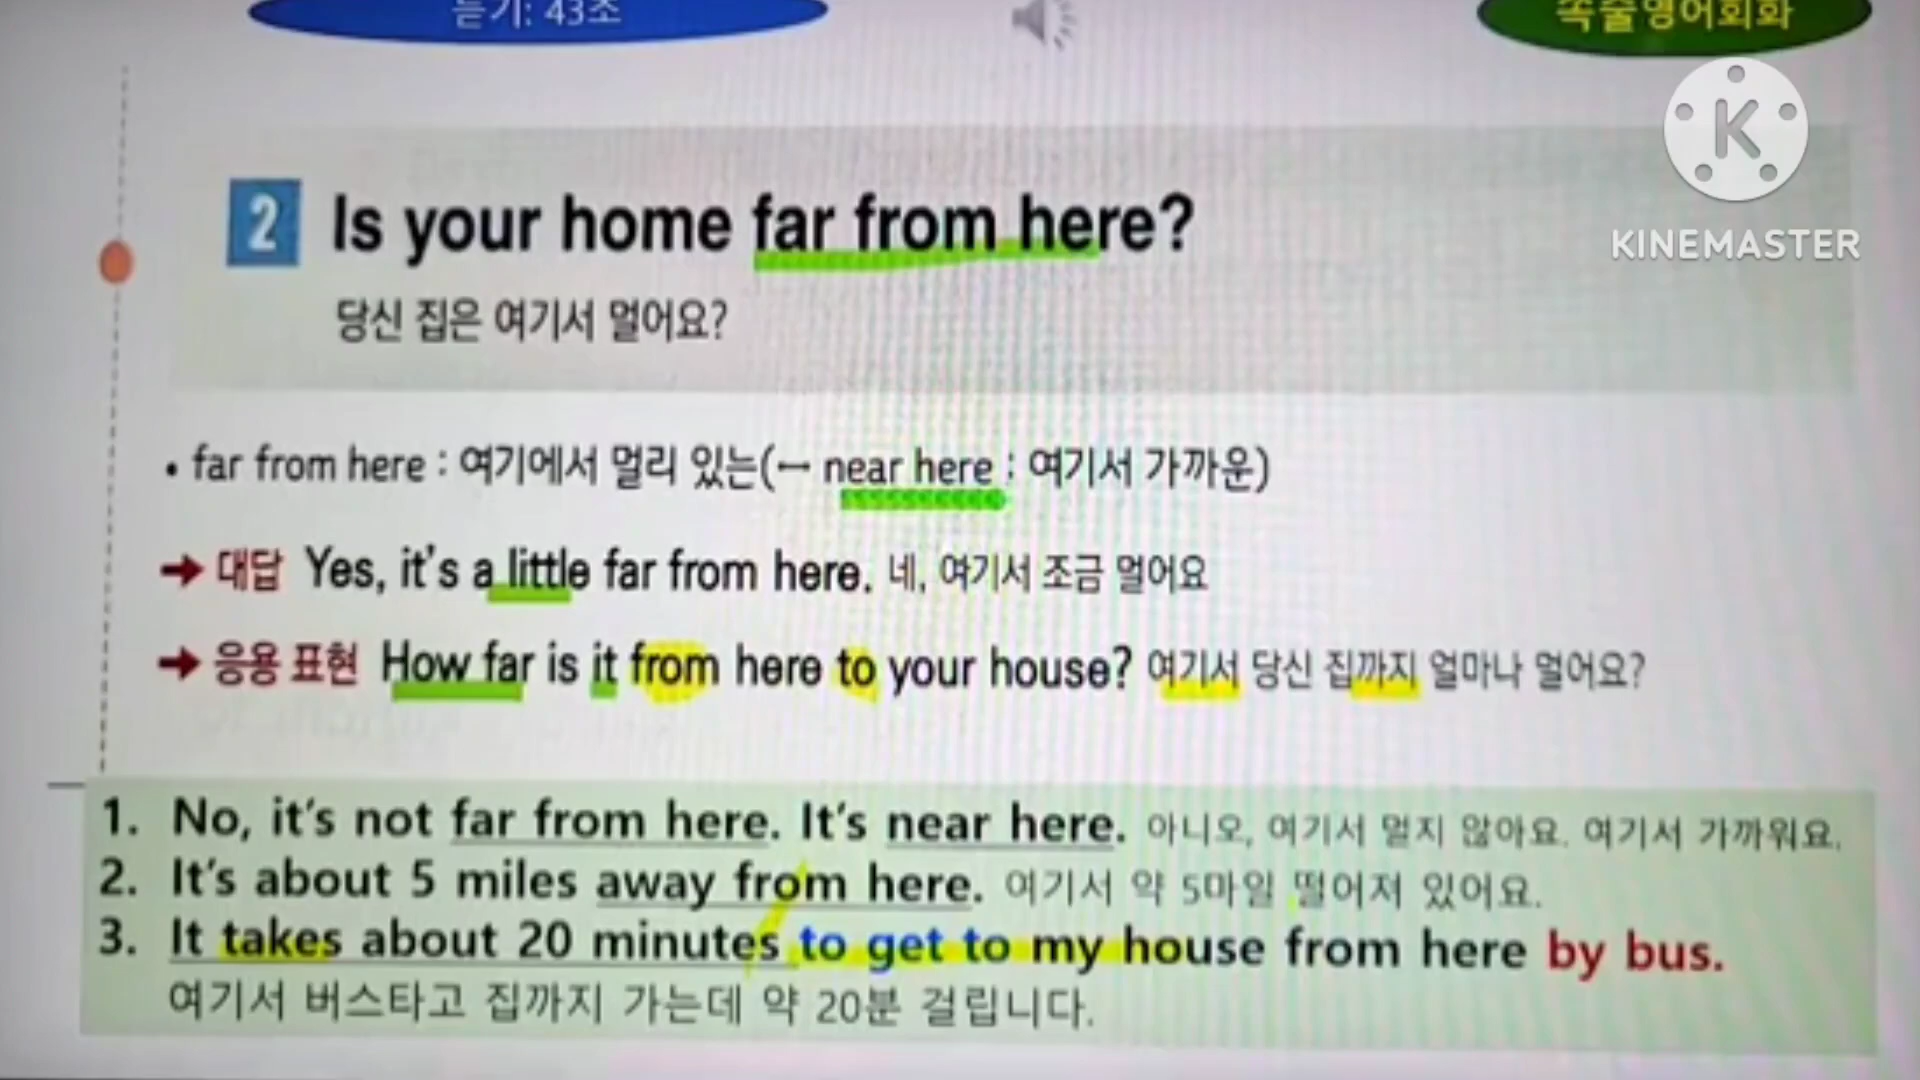 듣기: 43초
쏙술영어회화
K
KINEMASTER
2 Is your home far from here?
당신 집은 여기서 멀어요?
• far from here : 여기에서 멀리 있는(↔ near here : 여기서 가까운)
→ 대답 Yes, it's a little far from here. 네, 여기서 조금 멀어요
→ 응용 표현 How far is it from here to your house? 여기서 당신 집까지 얼마나 멀어요?
1. No, it's not far from here. It's near here. 아니오, 여기서 멀지 않아요. 여기서 가까워요.
2. It's about 5 miles away from here. 여기서 약 5마일 떨어져 있어요.
3. It takes about 20 minutes to get to my house from here by bus.
여기서 버스타고 집까지 가는데 약 20분 걸립니다.